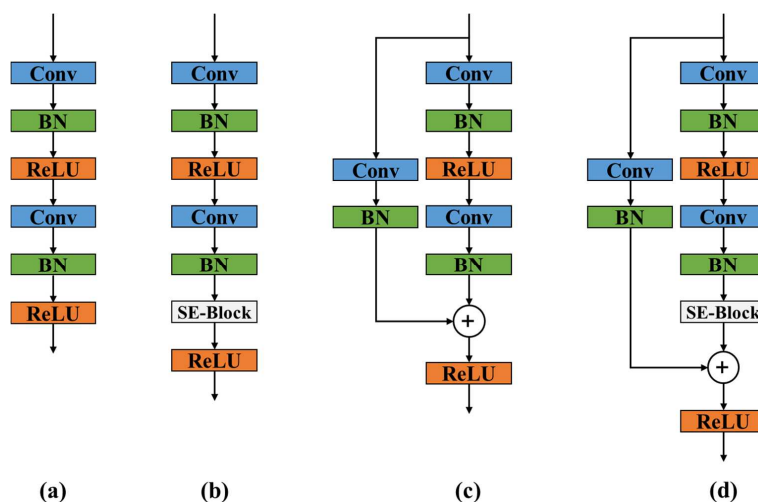 Conv
BN
ReLU
Conv
BN
ReLU
(a)
Conv
BN
ReLU
Conv
BN
SE-Block
ReLU
(b)
Conv
BN
Conv
BN
ReLU
Conv
BN
+
ReLU
(c)
Conv
BN
Conv
BN
ReLU
Conv
BN
SE-Block
+
ReLU
(d)